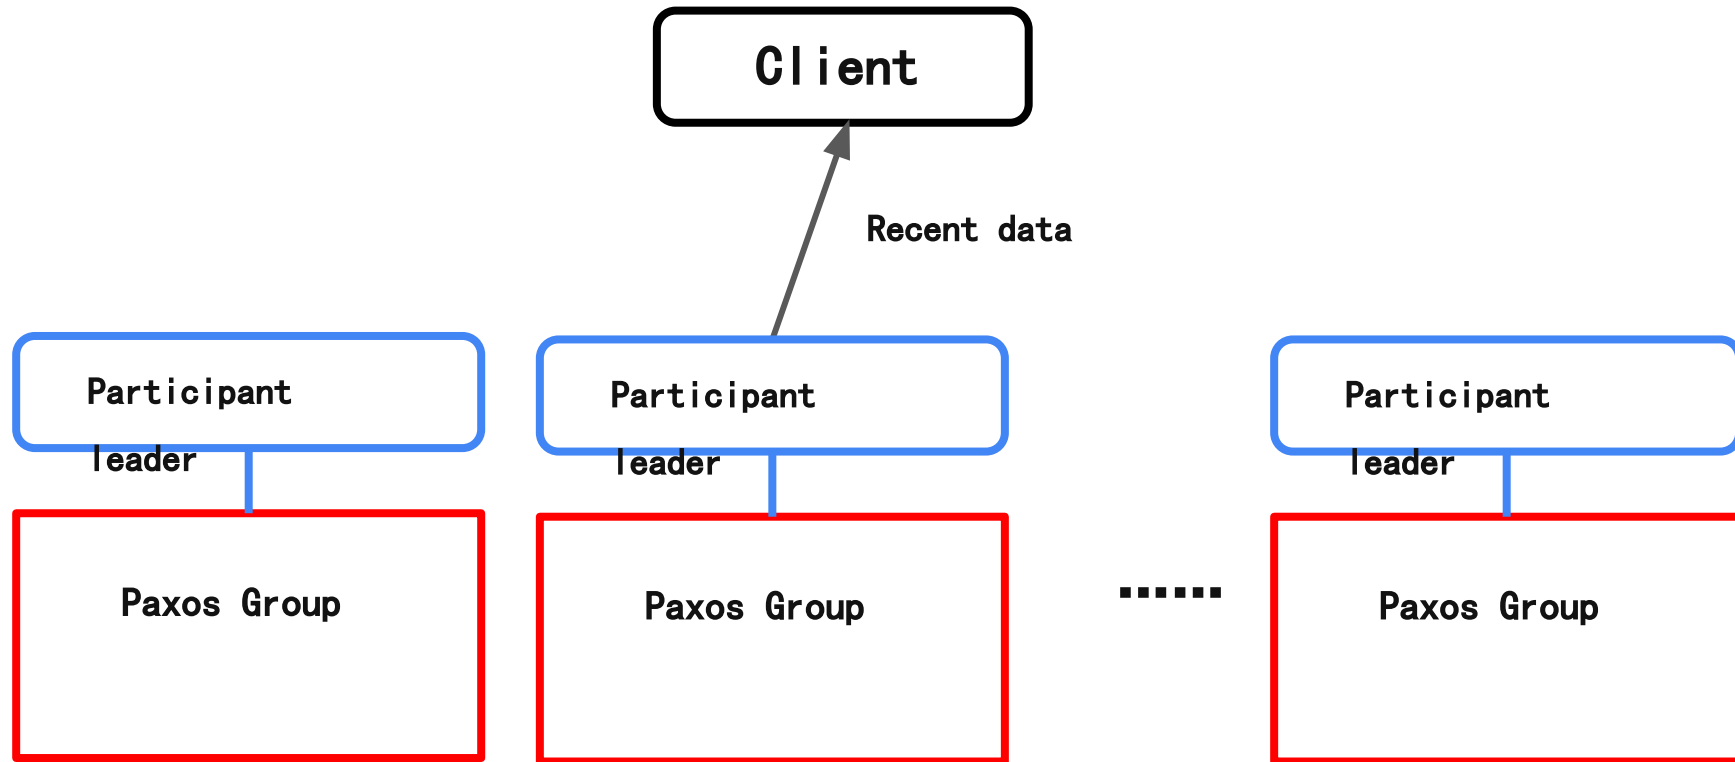 Client
Recent data
Participant
leader
Participant
leader
Participant
leader
Paxos Group
Paxos Group
......
Paxos Group